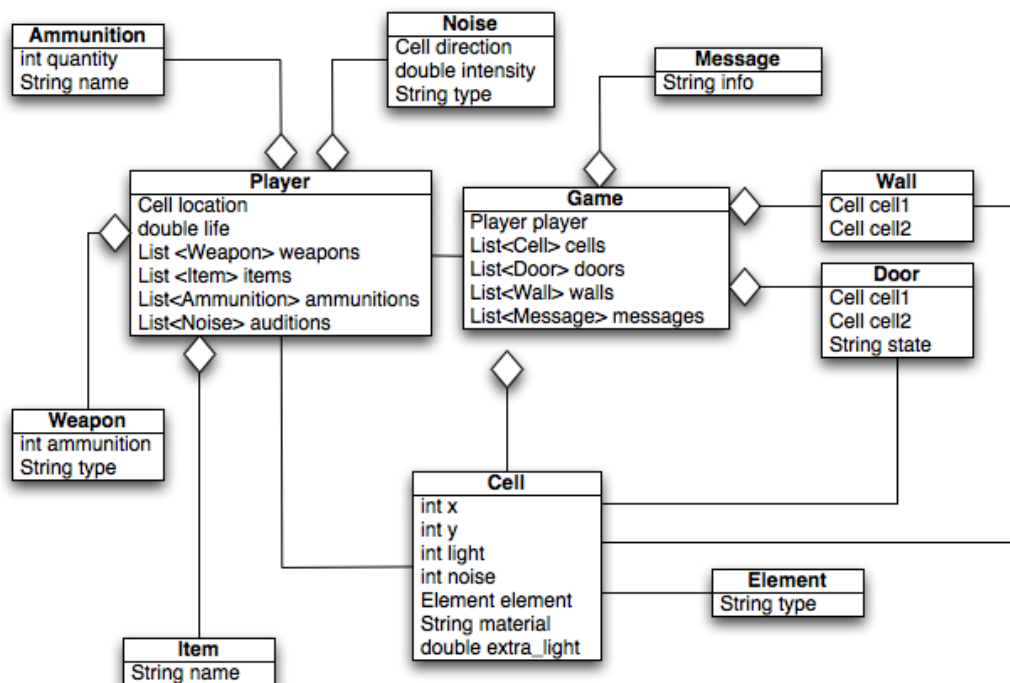 Ammunition
int quantity
String name
Noise
Cell direction
double intensity
String type
Message
String info
Player
Cell location
double life
List <Weapon> weapons
List <Item> items
List<Ammunition> ammunitions
List<Noise> auditions
Game
Player player
List<Cell> cells
List<Door> doors
List<Wall> walls
List<Message> messages
Wall
Cell cell1
Cell cell2
Door
Cell cell1
Cell cell2
String state
Weapon
int ammunition
String type
Cell
int x
int y
int light
int noise
Element element
String material
double extra_light
Element
String type
Item
String name